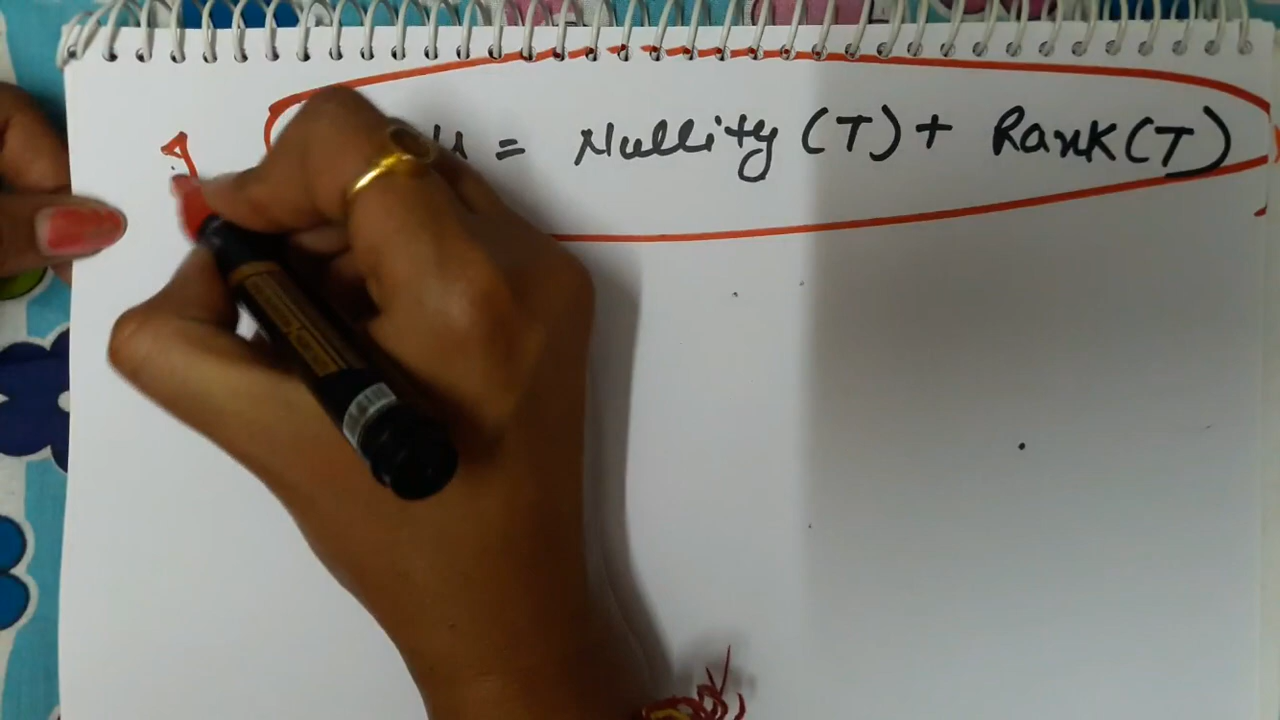 = Nullity (T) + Rank (T)